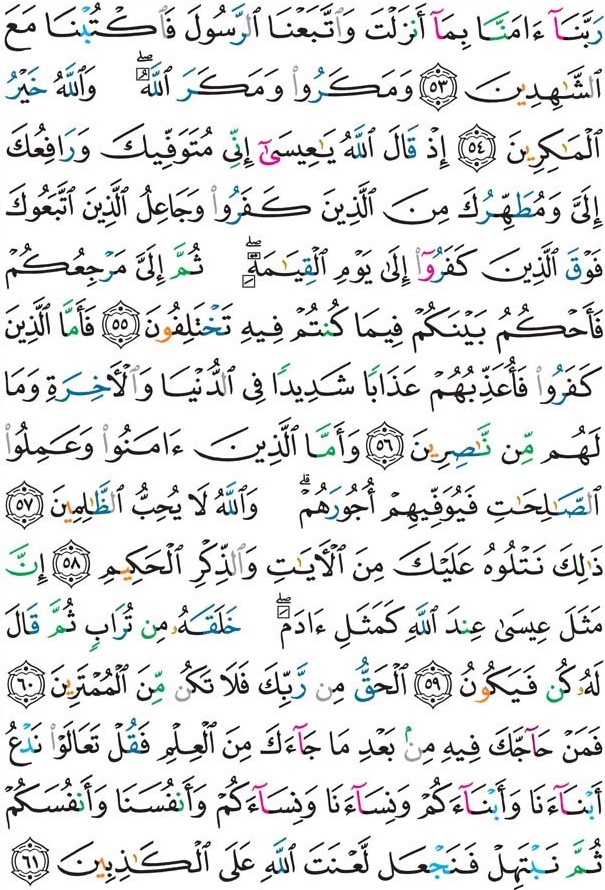 رَبَّنَآ ءَامَنَّا بِمَآ أَنزَلْتَ وَٱتَّبَعْنَا ٱلرَّسُولَ فَٱكْتُبْنَا مَعَ
ٱلشَّٰهِدِينَ ٥٣ وَمَكَرُوا۟ وَمَكَرَ ٱللَّهُۖ وَٱللَّهُ خَيْرُ
ٱلْمَٰكِرِينَ ٥٤ إِذْ قَالَ ٱللَّهُ يَٰعِيسَىٰٓ إِنِّي مُتَوَفِّيكَ وَرَافِعُكَ
إِلَيَّ وَمُطَهِّرُكَ مِنَ ٱلَّذِينَ كَفَرُوا۟ وَجَاعِلُ ٱلَّذِينَ ٱتَّبَعُوكَ
فَوْقَ ٱلَّذِينَ كَفَرُوٓا۟ إِلَىٰ يَوْمِ ٱلْقِيَٰمَةِۖ ثُمَّ إِلَيَّ مَرْجِعُكُمْ
فَأَحْكُمُ بَيْنَكُمْ فِيمَا كُنتُمْ فِيهِ تَخْتَلِفُونَ ٥٥ فَأَمَّا ٱلَّذِينَ
كَفَرُوا۟ فَأُعَذِّبُهُمْ عَذَابًا شَدِيدًا فِي ٱلدُّنْيَا وَٱلْأَخِرَةِ وَمَا
لَهُم مِّن نَّٰصِرِينَ ٥٦ وَأَمَّا ٱلَّذِينَ ءَامَنُوا۟ وَعَمِلُوا۟
ٱلصَّٰلِحَٰتِ فَيُوَفِّيهِمْ أُجُورَهُمْۗ وَٱللَّهُ لَا يُحِبُّ ٱلظَّٰلِمِينَ ٥٧
ذَٰلِكَ نَتْلُوهُ عَلَيْكَ مِنَ ٱلْأَيَٰتِ وَٱلذِّكْرِ ٱلْحَكِيمِ ٥٨ إِنَّ
مَثَلَ عِيسَىٰ عِندَ ٱللَّهِ كَمَثَلِ ءَادَمَۖ خَلَقَهُۥ مِن تُرَابٍ ثُمَّ قَالَ
لَهُۥ كُن فَيَكُونُ ٥٩ ٱلْحَقُّ مِن رَّبِّكَ فَلَا تَكُن مِّنَ ٱلْمُمْتَرِينَ ٦٠
فَمَنْ حَآجَّكَ فِيهِ مِنۢ بَعْدِ مَا جَآءَكَ مِنَ ٱلْعِلْمِ فَقُلْ تَعَالَوْا۟ نَدْعُ
أَبْنَآءَنَا وَأَبْنَآءَكُمْ وَنِسَآءَنَا وَنِسَآءَكُمْ وَأَنفُسَنَا وَأَنفُسَكُمْ
ثُمَّ نَبْتَهِلْ فَنَجْعَل لَّعْنَتَ ٱللَّهِ عَلَى ٱلْكَٰذِبِينَ ٦١